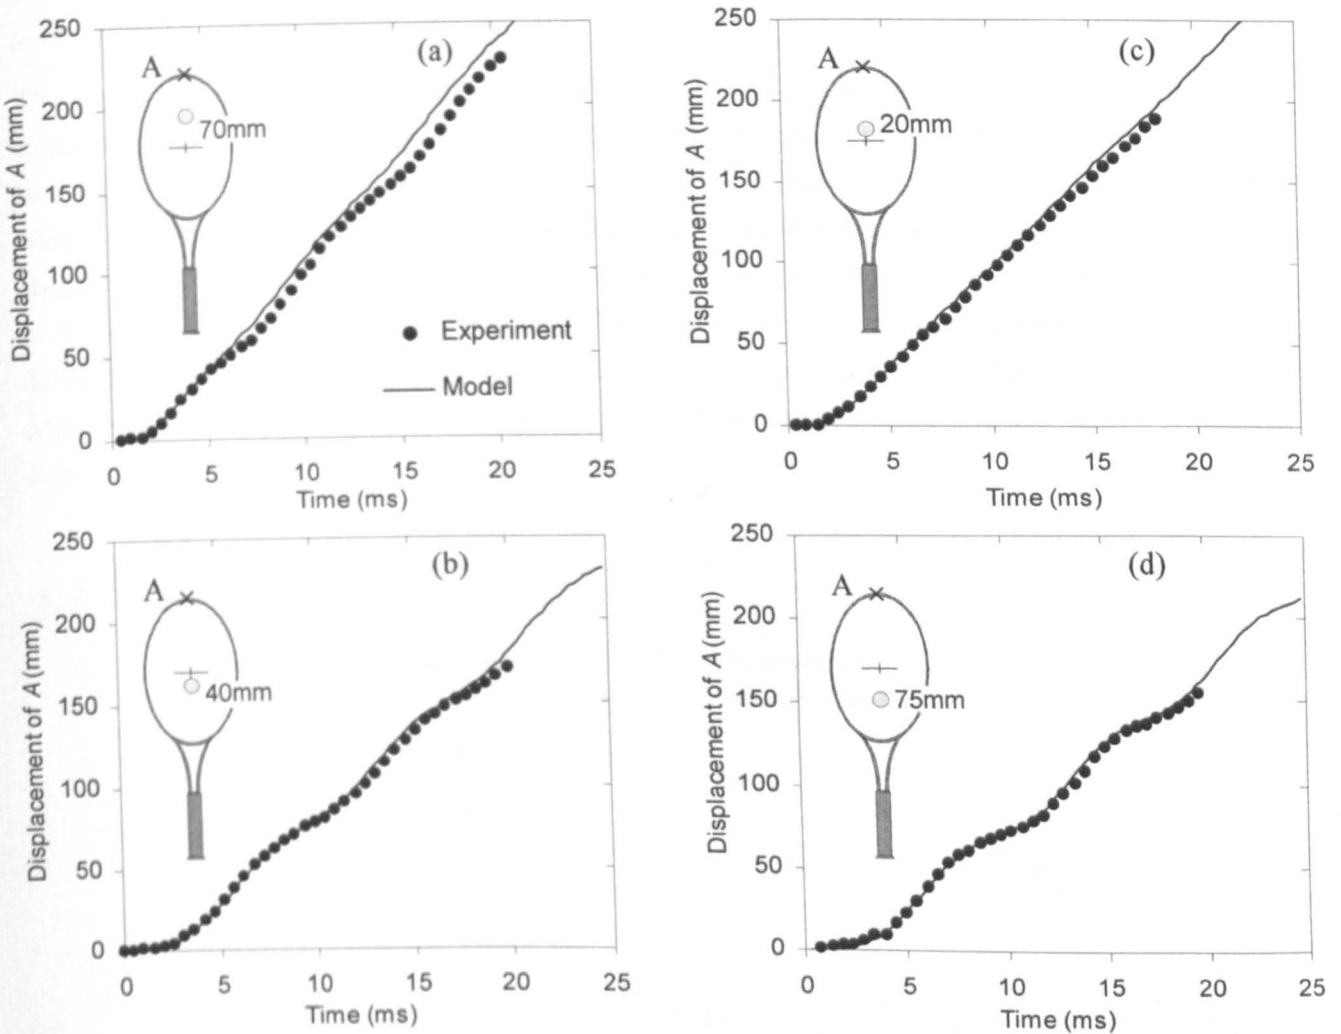 (a)
250
200
150
100
50
0
Displacement of A (mm)
A
70mm
Experiment
Model
0 5 10 15 20 25
Time (ms)
(c)
250
200
150
100
50
0
Displacement of A (mm)
A
20mm
0 5 10 15 20 25
Time (ms)
(b)
250
200
150
100
50
0
Displacement of A (mm)
A
40mm
0 5 10 15 20 25
Time (ms)
(d)
250
200
150
100
50
0
Displacement of A (mm)
A
75mm
0 5 10 15 20 25
Time (ms)